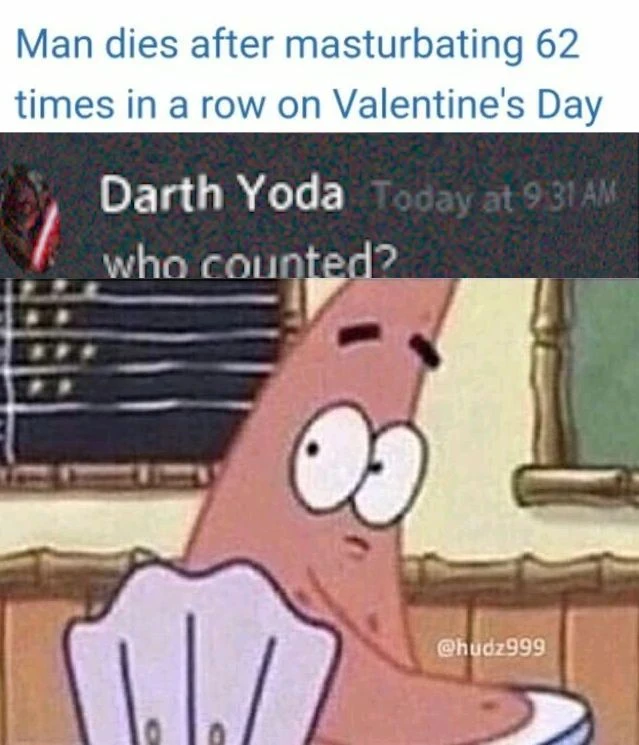 Man dies after masturbating 62
times in a row on Valentine's Day
Darth Yoda Today at 9:31 AM
who counted?
@hudz999